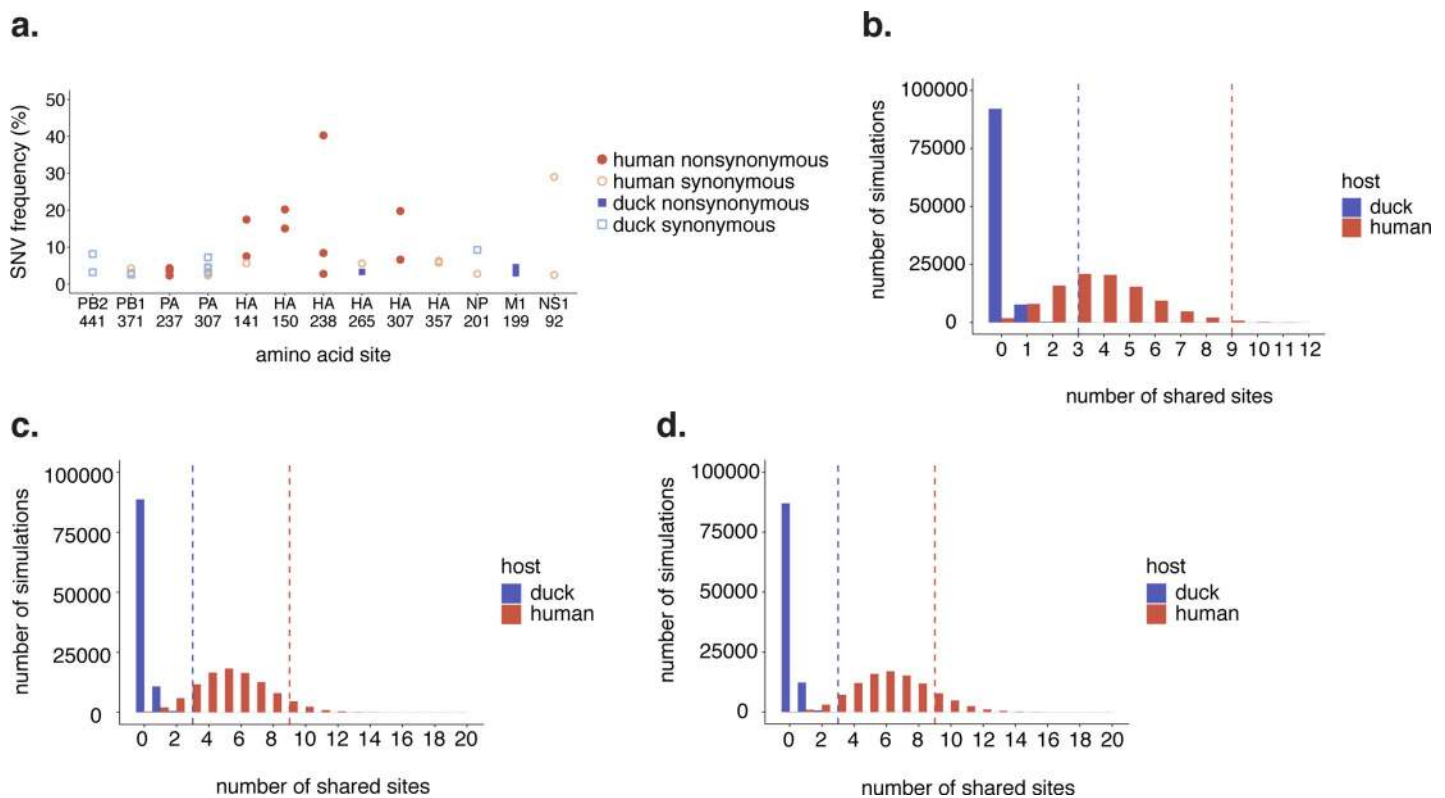 a.
SNV frequency (%)
50
40
30
20
10
0
PB2 PB1 PA PA HA HA HA HA HA HA NP M1 NS1
441 371 237 307 141 150 238 265 307 357 201 199 92
amino acid site
human nonsynonymous
human synonymous
duck nonsynonymous
duck synonymous
b.
number of simulations
100000
75000
50000
25000
0
0 1 2 3 4 5 6 7 8 9 10 11 12
number of shared sites
host
duck
human
c.
number of simulations
100000
75000
50000
25000
0
0 2 4 6 8 10 12 14 16 18 20
number of shared sites
host
duck
human
d.
number of simulations
100000
75000
50000
25000
0
0 2 4 6 8 10 12 14 16 18 20
number of shared sites
host
duck
human